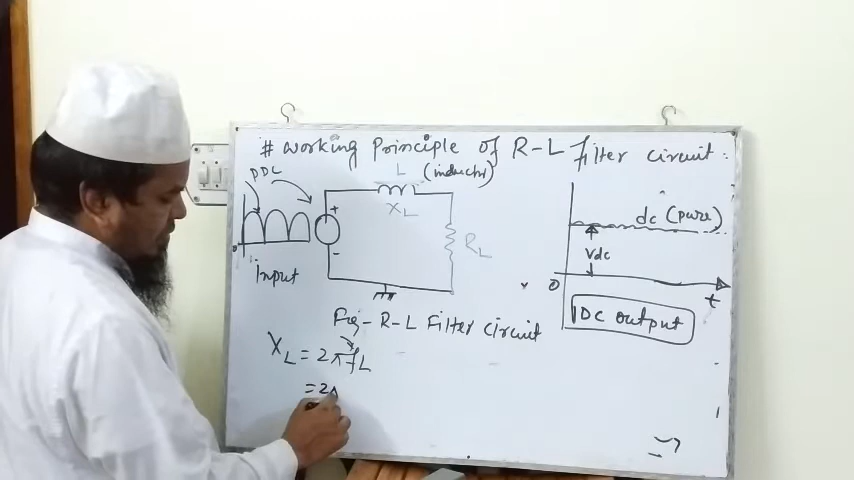 # Working Principle of R-L filter circuit:
PDC
L (inductor)
XL
+
-
RL
Input
dc (pure)
Vdc
0
t
DC output
Fig- R-L Filter circuit
XL = 2πfL
= 2π